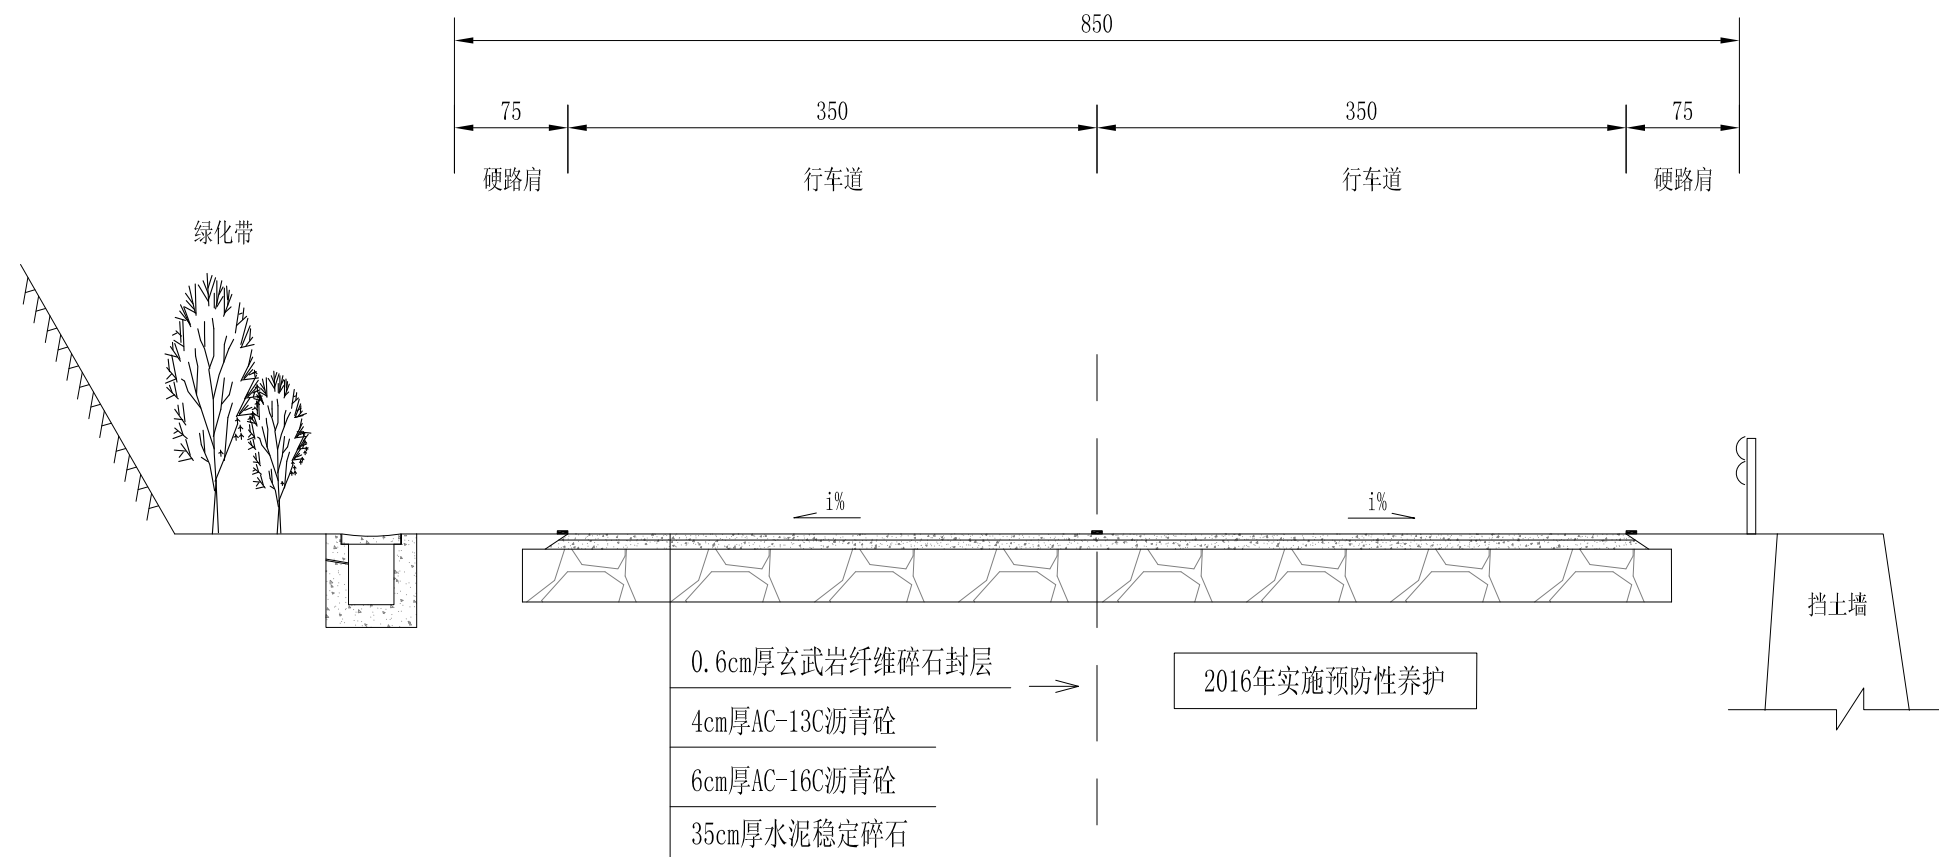 850
75 350 350 75
硬路肩 行车道 行车道 硬路肩
绿化带
i% i%
挡土墙
0.6cm厚玄武岩纤维碎石封层
2016年实施预防性养护
4cm厚AC-13C沥青砼
6cm厚AC-16C沥青砼
35cm厚水泥稳定碎石